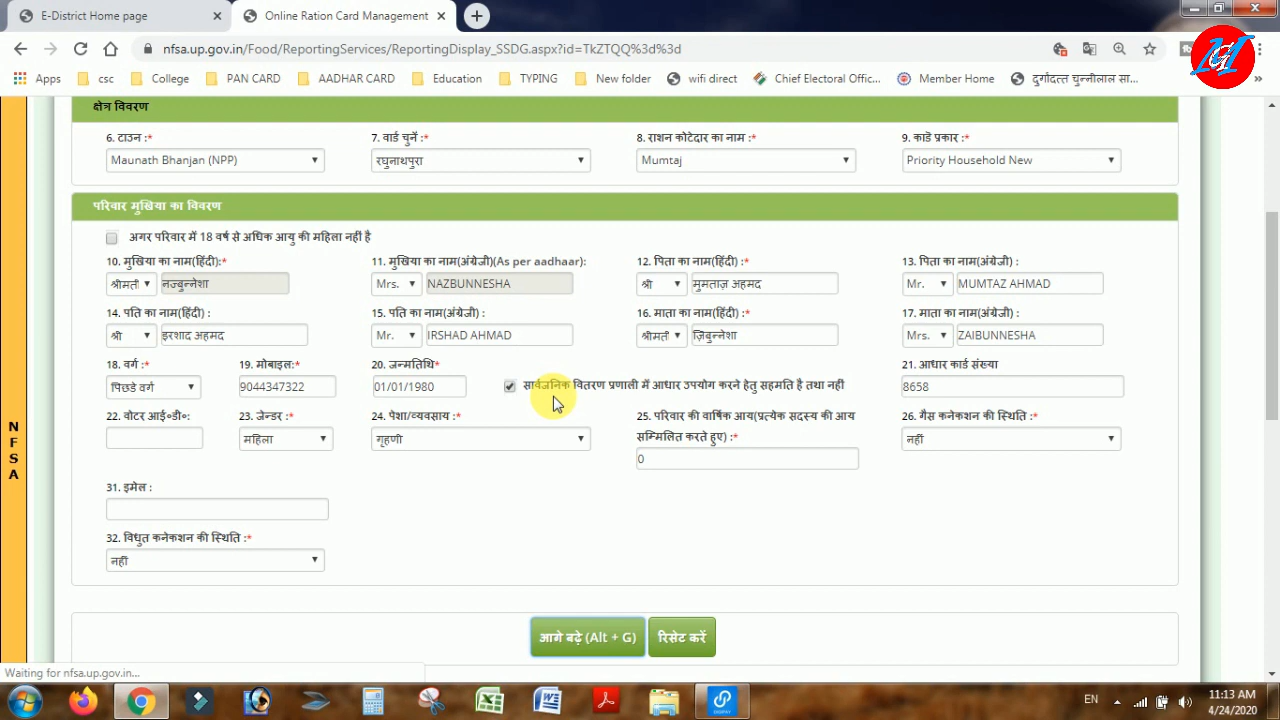 E-District Home page
Online Ration Card Management
nfsa.up.gov.in/Food/ReportingServices/ReportingDisplay_SSDG.aspx?id=TkZTQQ%3d%3d
Apps csc College PAN CARD AADHAR CARD Education TYPING New folder wifi direct Chief Electoral Offic... Member Home दुर्गादत्त चुन्नीलाल सा... »
क्षेत्र विवरण
6. टाउन :* 7. वार्ड चुनें :* 8. राशन कोटेदार का नाम :* 9. कार्ड प्रकार :*
Maunath Bhanjan (NPP) रघुनाथपुरा Mumtaj Priority Household New
परिवार मुखिया का विवरण
अगर परिवार में 18 वर्ष से अधिक आयु की महिला नहीं है
10. मुखिया का नाम(हिंदी):* 11. मुखिया का नाम(अंग्रेजी)(As per aadhaar): 12. पिता का नाम(हिंदी) :* 13. पिता का नाम(अंग्रेजी) :
श्रीमती नज्बुन्नेशा Mrs. NAZBUNNESHA श्री मुमताज़ अहमद Mr. MUMTAZ AHMAD
14. पति का नाम(हिंदी) : 15. पति का नाम(अंग्रेजी) : 16. माता का नाम(हिंदी) :* 17. माता का नाम(अंग्रेजी) :
श्री इरशाद अहमद Mr. IRSHAD AHMAD श्रीमती ज़िबुन्नेशा Mrs. ZAIBUNNESHA
18. वर्ग :* 19. मोबाइल:* 20. जन्मतिथि* 21. आधार कार्ड संख्या
पिछडे वर्ग 9044347322 01/01/1980 सार्वजनिक वितरण प्रणाली में आधार उपयोग करने हेतु सहमति है तथा नहीं 8658
22. वोटर आई०डी०: 23. जेन्डर :* 24. पेशा/व्यवसाय :* 25. परिवार की वार्षिक आय(प्रत्येक सदस्य की आय 26. गैस कनेक्शन की स्थिति :*
सम्मिलित करते हुए) :*
महिला गृहणी 0 नहीं
31. इमेल :
32. विधुत कनेकशन की स्थिति :*
नहीं
आगे बढ़े (Alt + G) रिसेट करें
N
F
S
A
Waiting for nfsa.up.gov.in...
EN
11:13 AM
4/24/2020